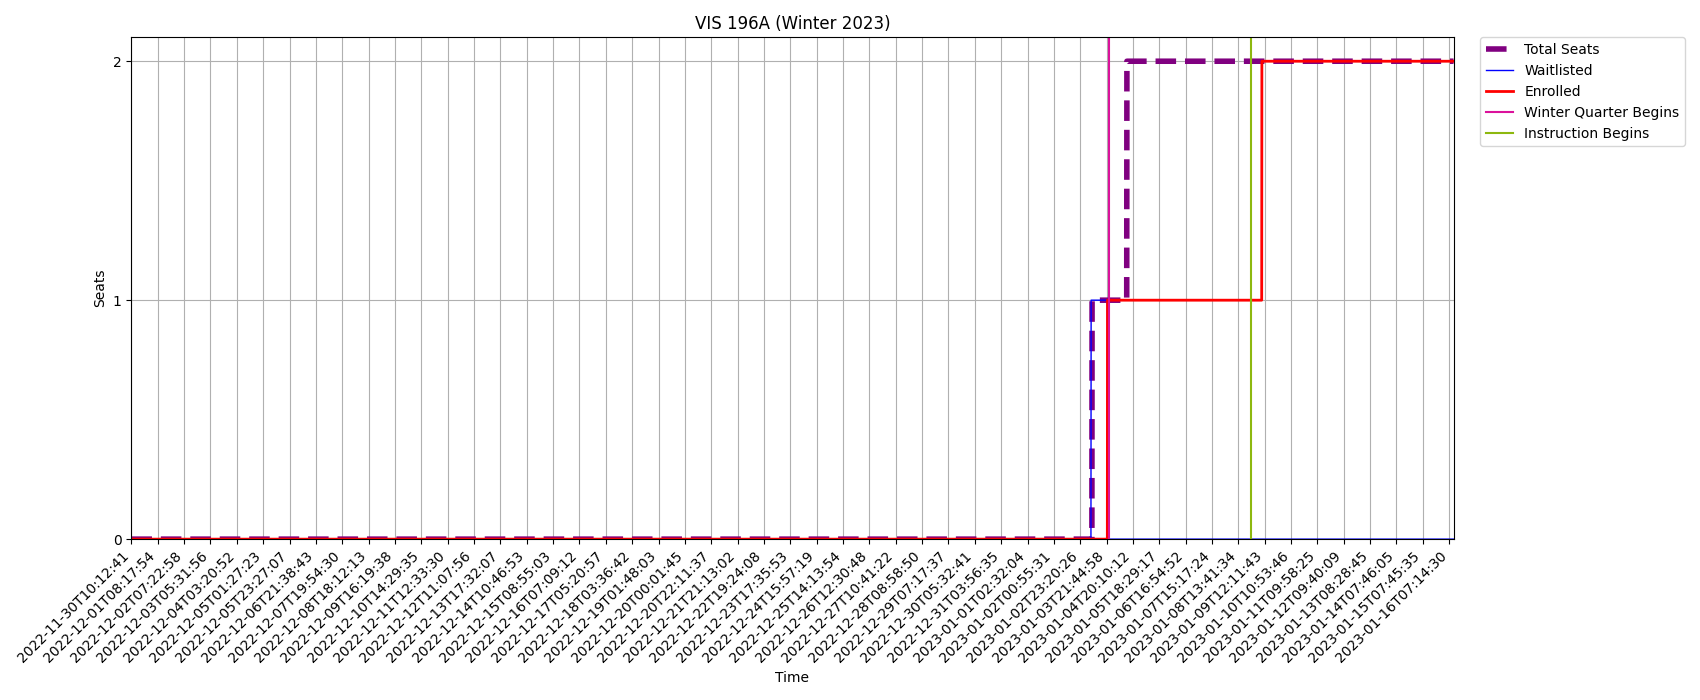 VIS 196A (Winter 2023)
Total Seats
Waitlisted
Enrolled
Winter Quarter Begins
Instruction Begins
Seats
2
1
0
2022-11-30T10:12:41
2022-12-01T08:17:54
2022-12-02T07:22:58
2022-12-03T05:31:56
2022-12-04T03:20:52
2022-12-05T01:27:23
2022-12-05T23:27:07
2022-12-06T21:38:43
2022-12-07T19:54:30
2022-12-08T18:12:13
2022-12-09T16:19:38
2022-12-10T14:29:35
2022-12-11T12:33:30
2022-12-12T11:07:56
2022-12-13T17:32:07
2022-12-14T10:46:53
2022-12-15T08:55:03
2022-12-16T07:09:12
2022-12-17T05:20:57
2022-12-18T03:36:42
2022-12-19T01:48:03
2022-12-20T00:01:45
2022-12-20T22:11:37
2022-12-21T21:13:02
2022-12-22T19:24:08
2022-12-23T17:35:53
2022-12-24T15:57:19
2022-12-25T14:13:54
2022-12-26T12:30:48
2022-12-27T10:41:22
2022-12-28T08:58:50
2022-12-29T07:17:37
2022-12-30T05:32:41
2022-12-31T03:56:35
2023-01-01T02:32:04
2023-01-02T00:55:31
2023-01-02T23:20:26
2023-01-03T21:44:58
2023-01-04T20:10:12
2023-01-05T18:29:17
2023-01-06T16:54:52
2023-01-07T15:17:24
2023-01-08T13:41:34
2023-01-09T12:11:43
2023-01-10T10:53:46
2023-01-11T09:58:25
2023-01-12T09:40:09
2023-01-13T08:28:45
2023-01-14T07:46:05
2023-01-15T07:45:35
2023-01-16T07:14:30
Time